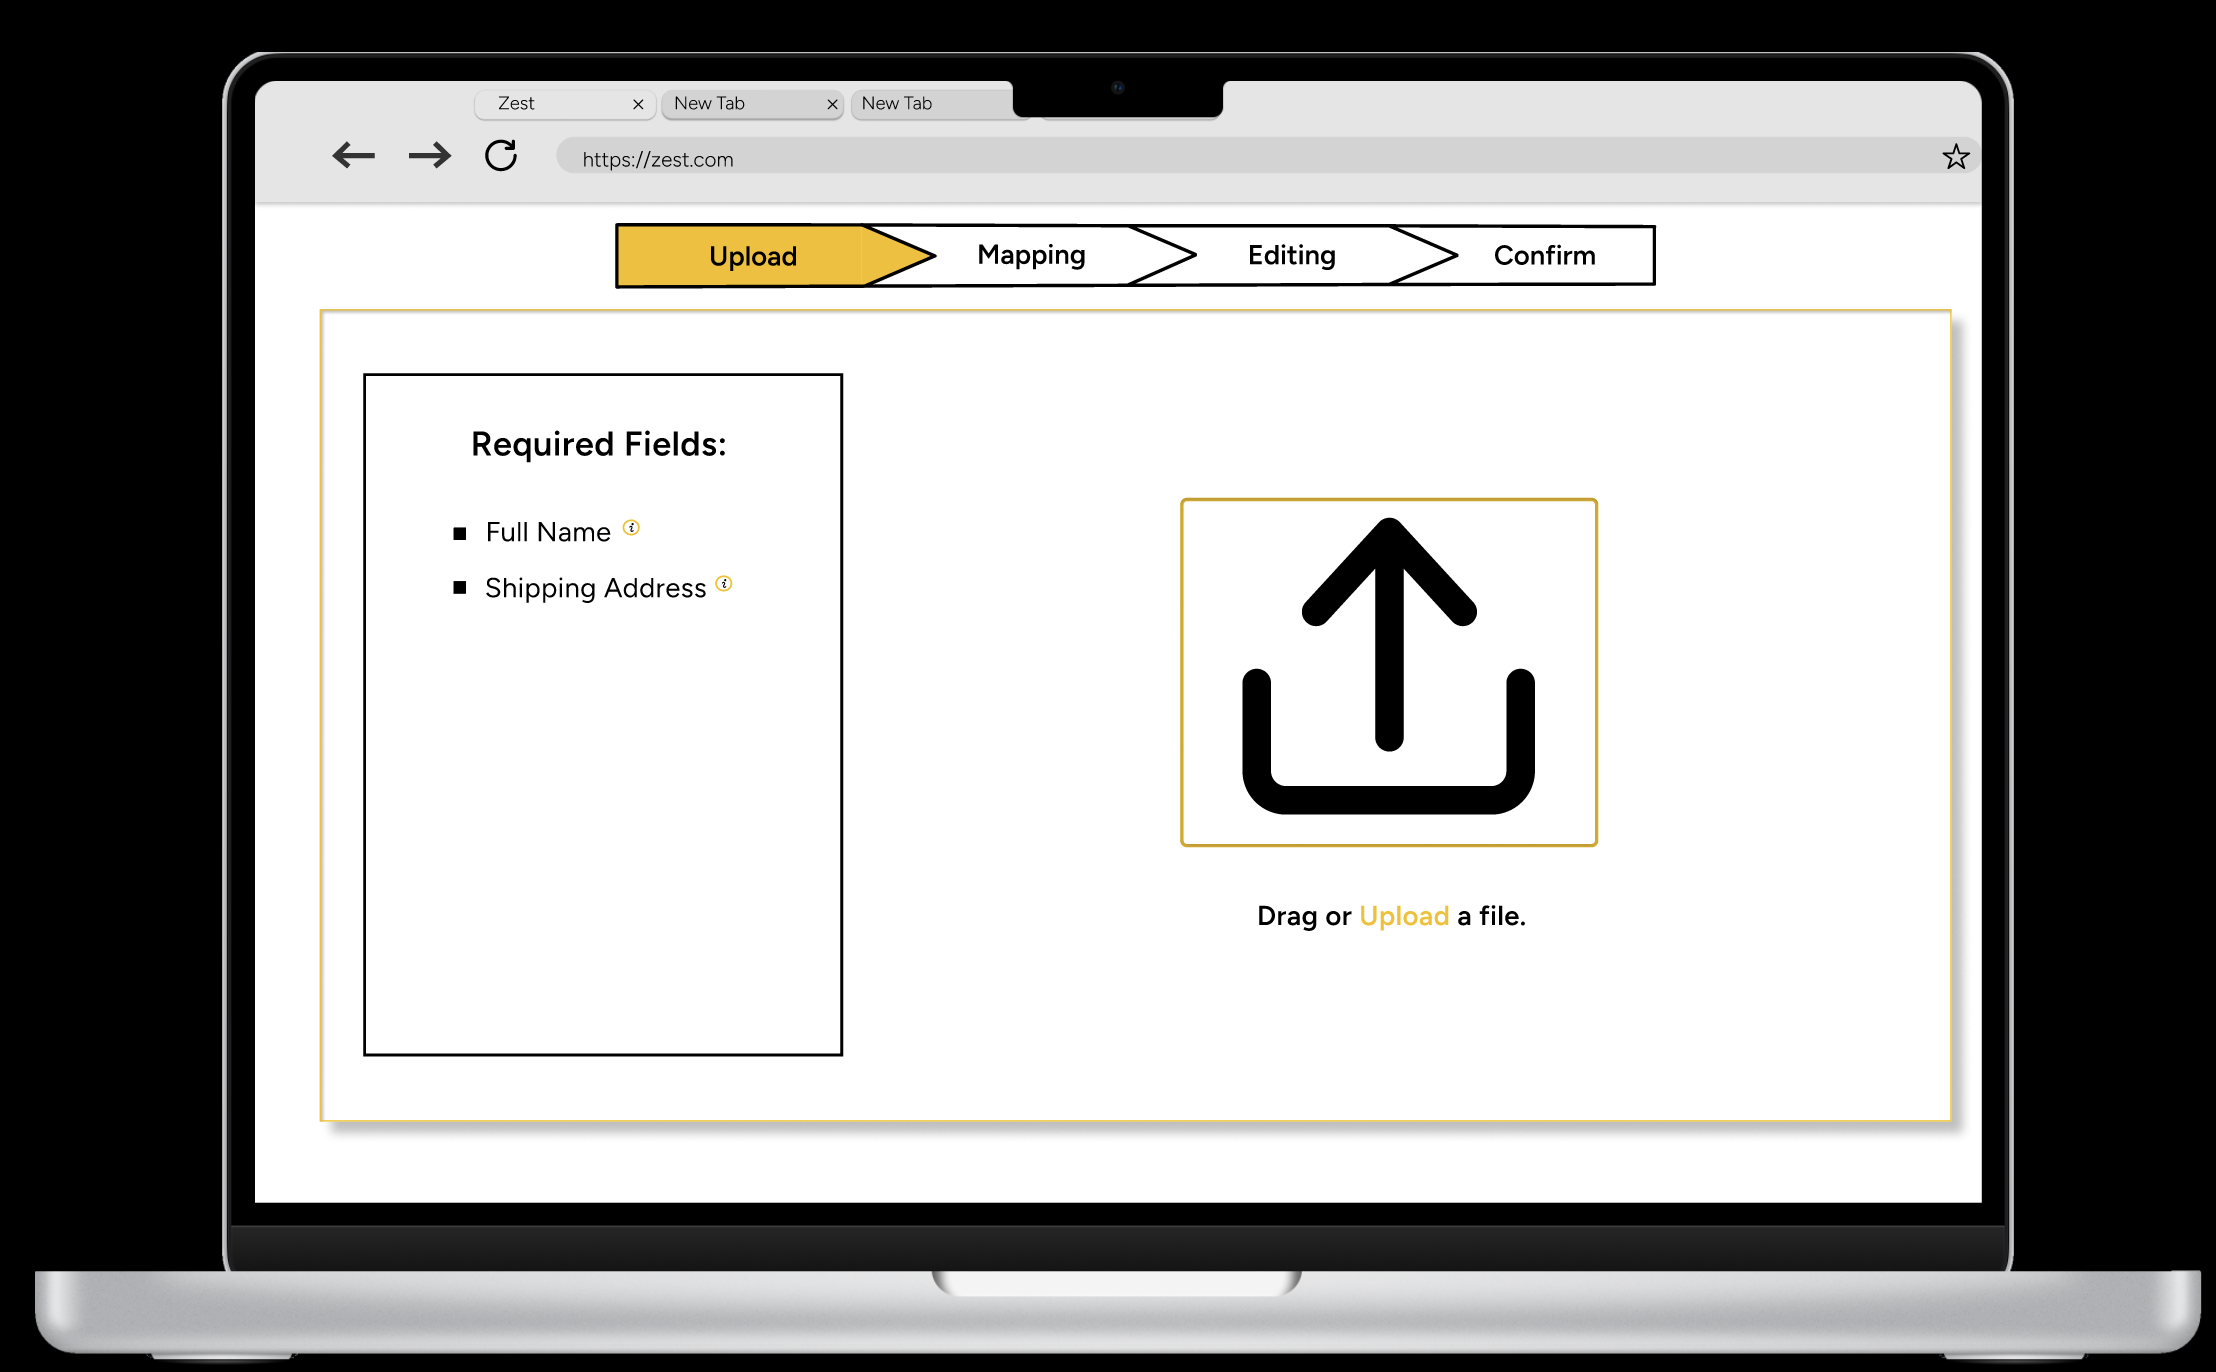 Zest × New Tab × New Tab
https://zest.com
Upload Mapping Editing Confirm
Required Fields:
Full Name i
Shipping Address i
Drag or Upload a file.